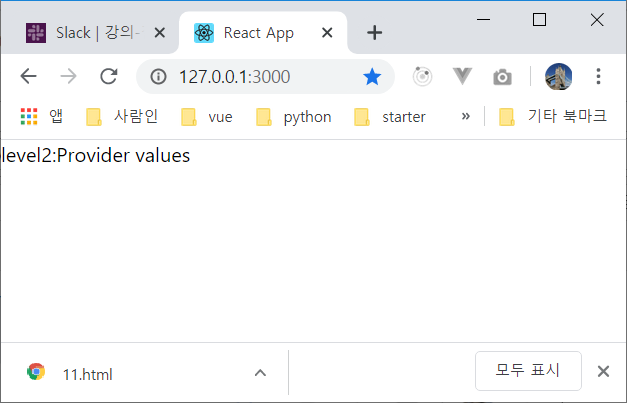 Slack | 강의- React App
127.0.0.1:3000
앱 사람인 vue python starter » 기타 북마크
level2:Provider values
11.html 모두 표시